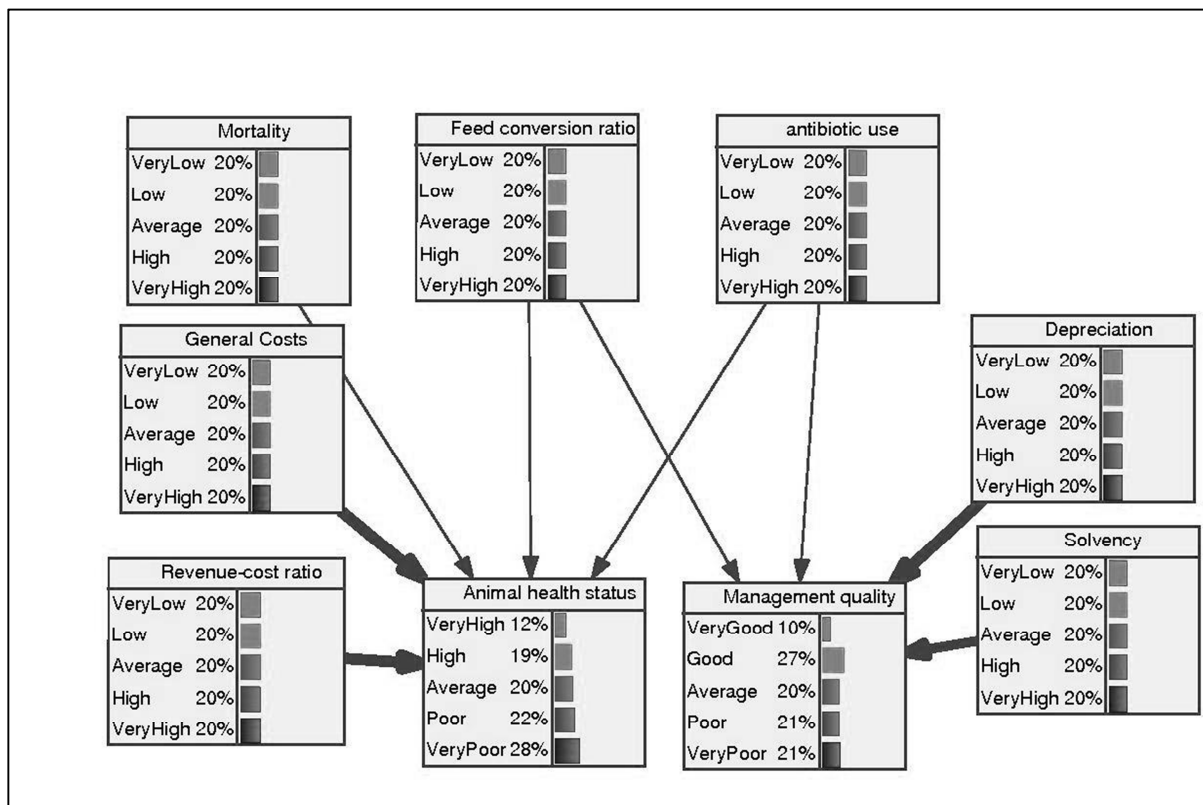 Mortality
VeryLow 20%
Low 20%
Average 20%
High 20%
VeryHigh 20%
Feed conversion ratio
VeryLow 20%
Low 20%
Average 20%
High 20%
VeryHigh 20%
antibiotic use
VeryLow 20%
Low 20%
Average 20%
High 20%
VeryHigh 20%
General Costs
VeryLow 20%
Low 20%
Average 20%
High 20%
VeryHigh 20%
Depreciation
VeryLow 20%
Low 20%
Average 20%
High 20%
VeryHigh 20%
Revenue-cost ratio
VeryLow 20%
Low 20%
Average 20%
High 20%
VeryHigh 20%
Animal health status
VeryHigh 12%
High 19%
Average 20%
Poor 22%
VeryPoor 28%
Management quality
VeryGood 10%
Good 27%
Average 20%
Poor 21%
VeryPoor 21%
Solvency
VeryLow 20%
Low 20%
Average 20%
High 20%
VeryHigh 20%